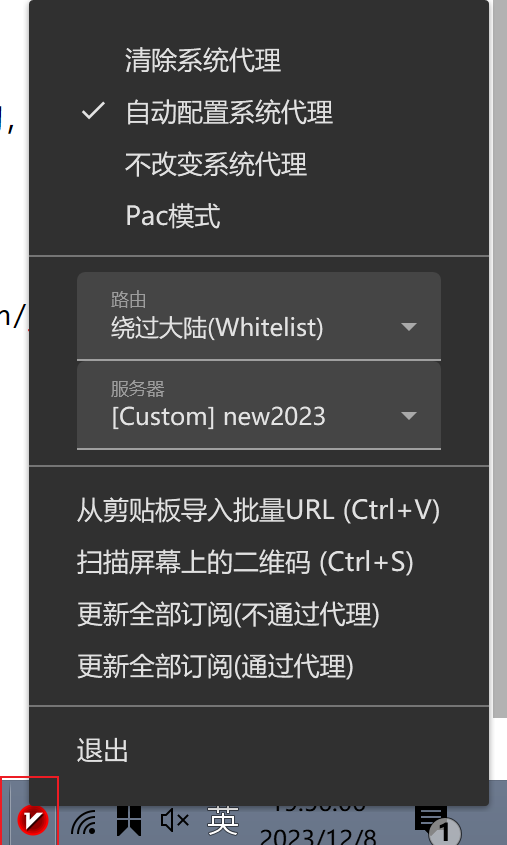 清除系统代理
自动配置系统代理
不改变系统代理
Pac模式
路由
绕过大陆(Whitelist)
服务器
[Custom] new2023
从剪贴板导入批量URL (Ctrl+V)
扫描屏幕上的二维码 (Ctrl+S)
更新全部订阅(不通过代理)
更新全部订阅(通过代理)
退出
英
2023/12/8
1